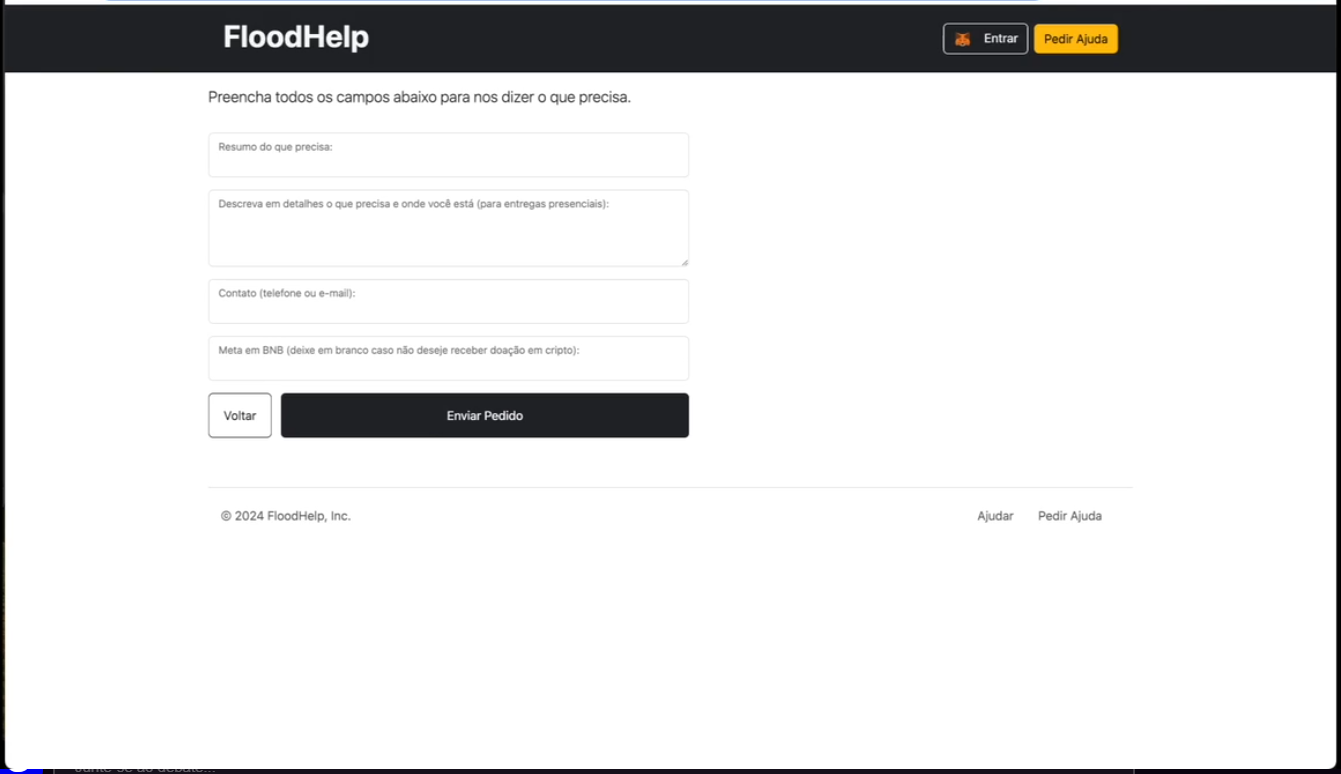 FloodHelp
Entrar
Pedir Ajuda
Preencha todos os campos abaixo para nos dizer o que precisa.
Resumo do que precisa:
Descreva em detalhes o que precisa e onde você está (para entregas presenciais):
Contato (telefone ou e-mail):
Meta em BNB (deixe em branco caso não deseje receber doação em cripto):
Voltar
Enviar Pedido
© 2024 FloodHelp, Inc.
Ajudar
Pedir Ajuda